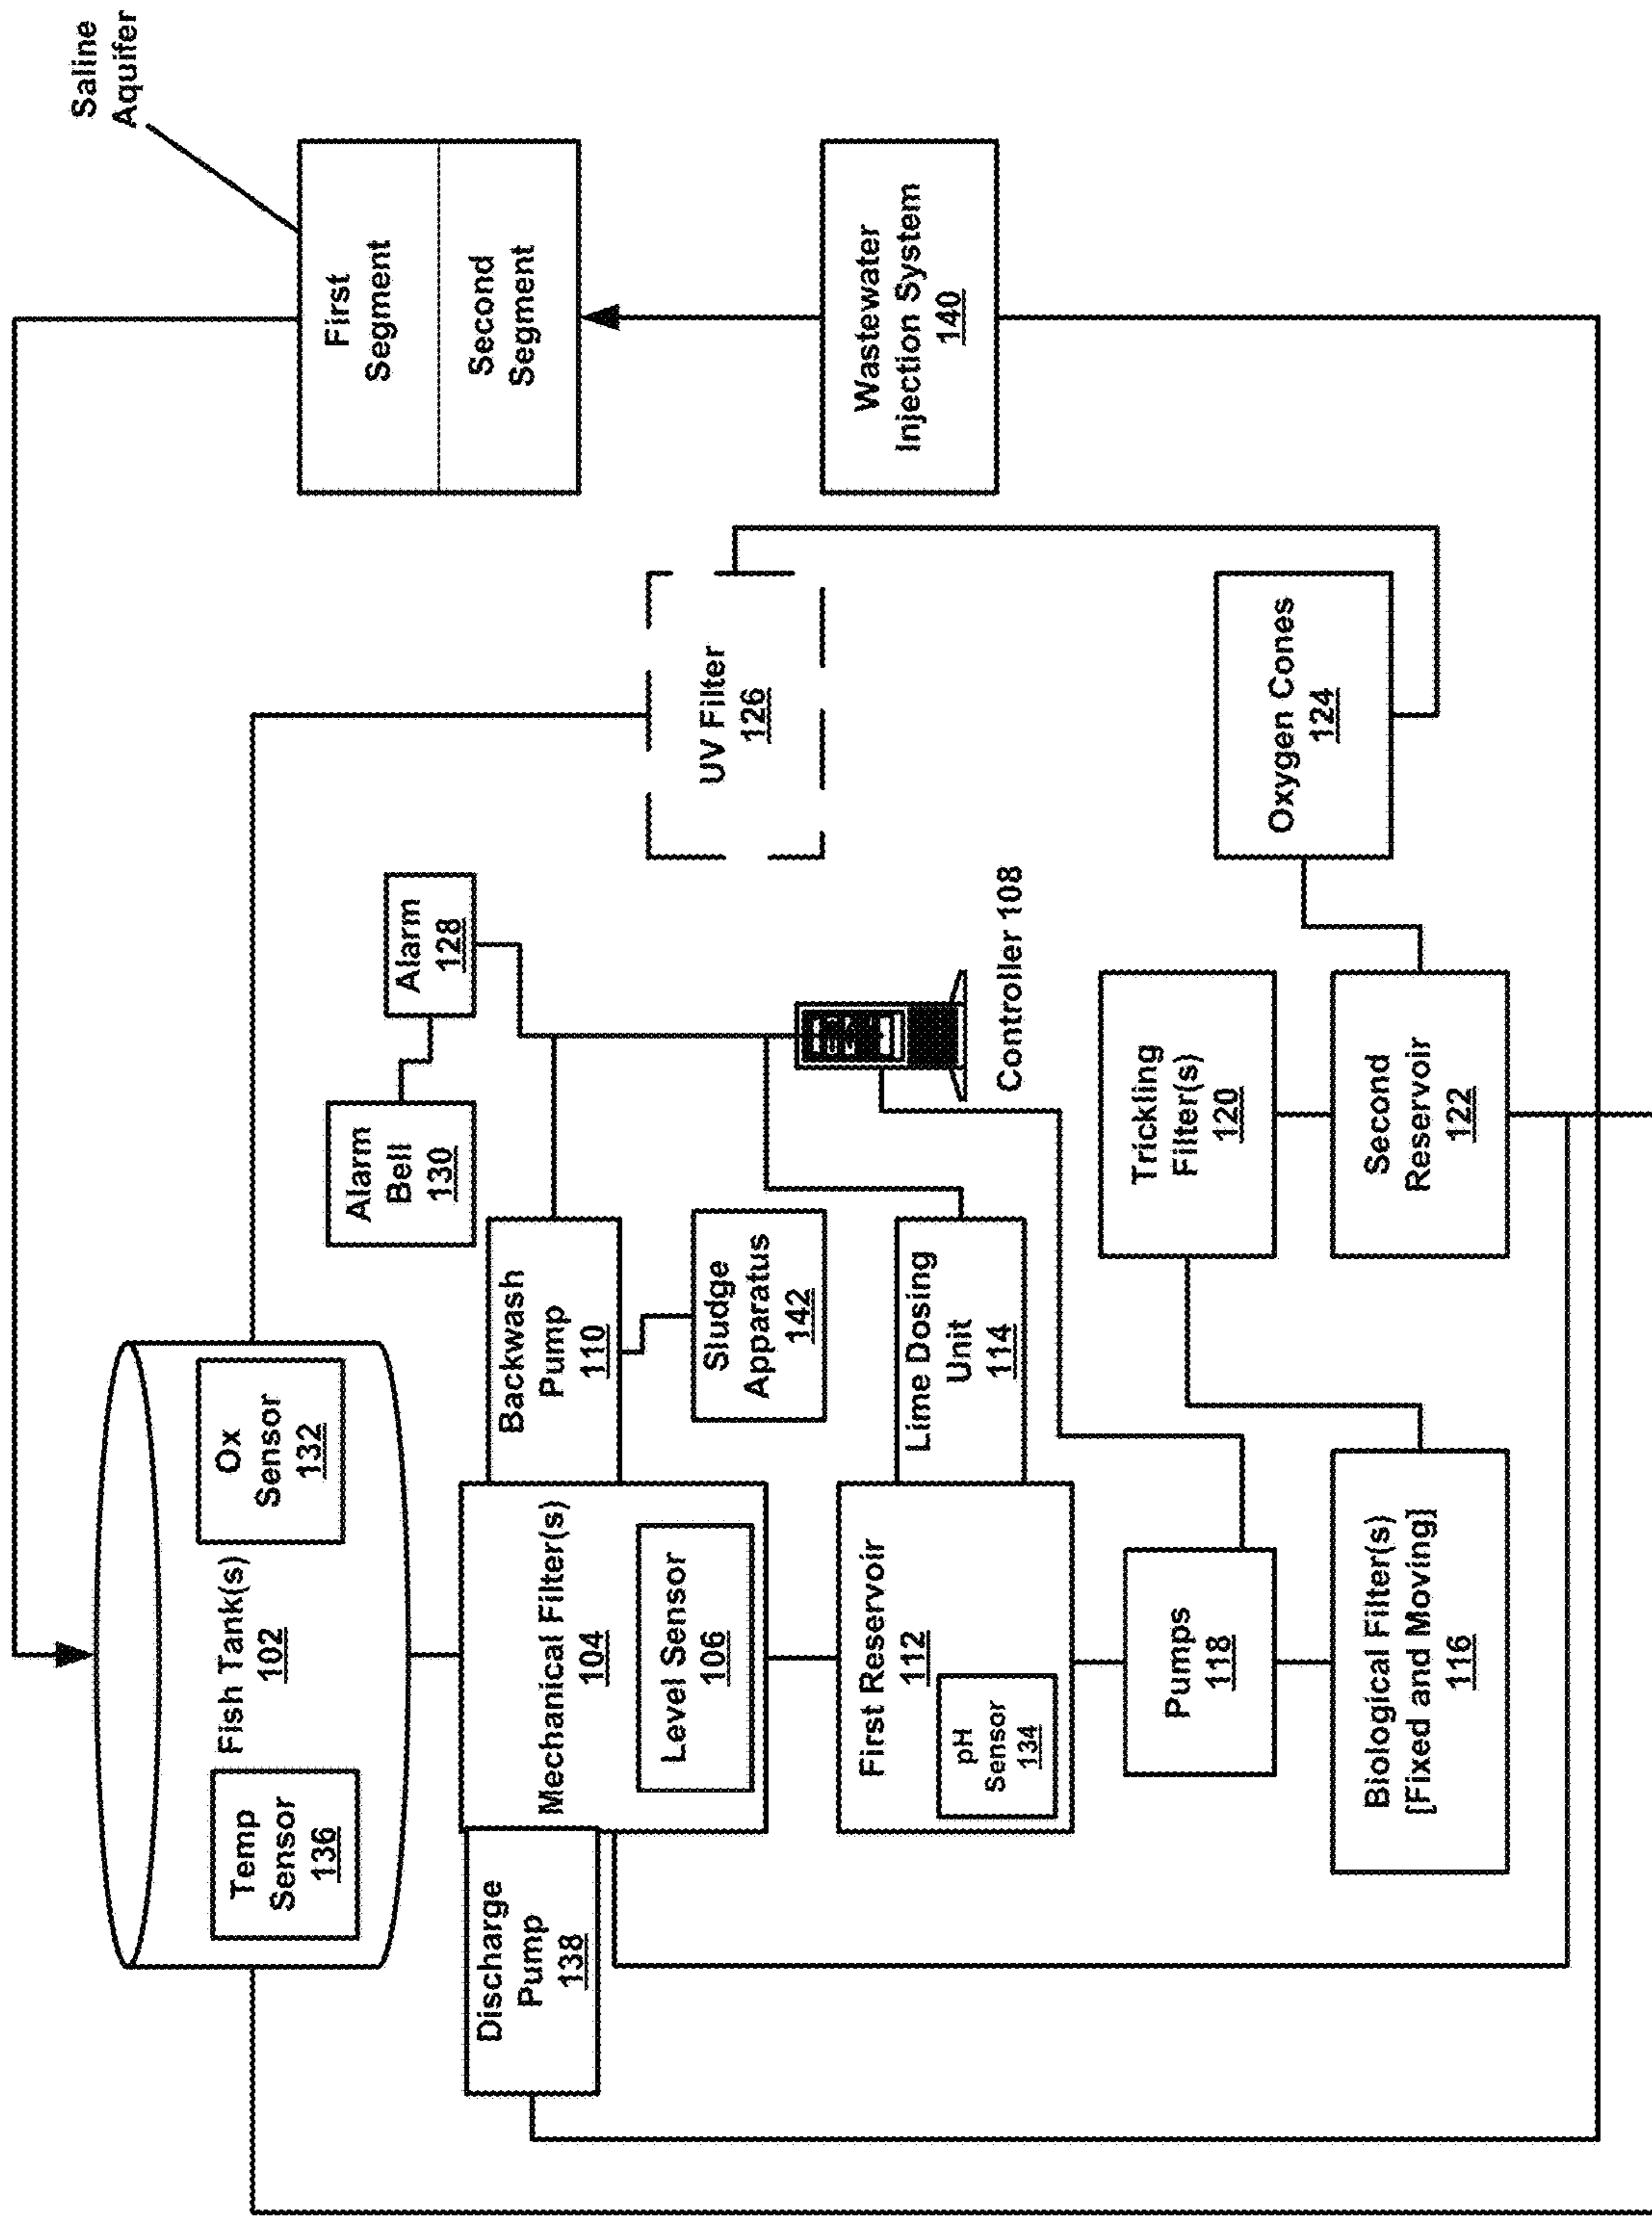 Saline
Aquifer
First
Segment
Second
Segment
Wastewater
Injection System
140
Fish Tank(s)
102
Temp
Sensor
136
Ox
Sensor
132
Alarm
Bell
130
Alarm
128
UV Filter
126
Discharge
Pump
138
Mechanical Filter(s)
104
Level Sensor
106
Backwash
Pump
110
Sludge
Apparatus
142
Controller 108
First Reservoir
112
pH
Sensor
134
Lime Dosing
Unit
114
Pumps
118
Trickling
Filter(s)
120
Oxygen Cones
124
Biological Filter(s)
[Fixed and Moving]
116
Second
Reservoir
122